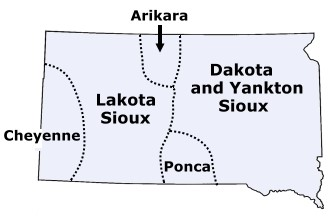 Arikara
Dakota
and Yankton
Sioux
Lakota
Sioux
Cheyenne
Ponca